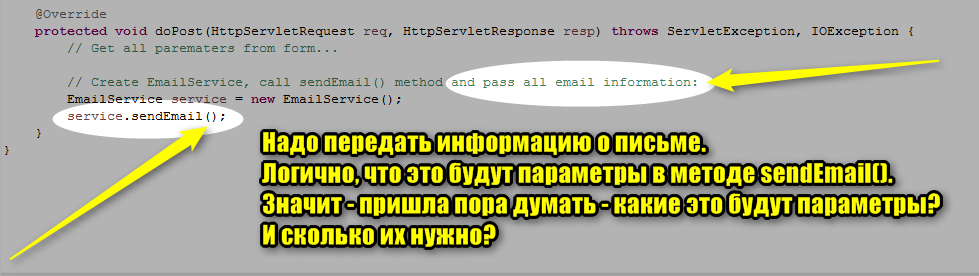 @Override
protected void doPost(HttpServletRequest req, HttpServletResponse resp) throws ServletException, IOException {
// Get all parematers from form...
// Create EmailService, call sendEmail() method and pass all email information:
EmailService service = new EmailService();
service.sendEmail();
}
}
Надо передать информацию о письме.
Логично, что это будут параметры в методе sendEmail().
Значит - пришла пора думать - какие это будут параметры?
И сколько их нужно?